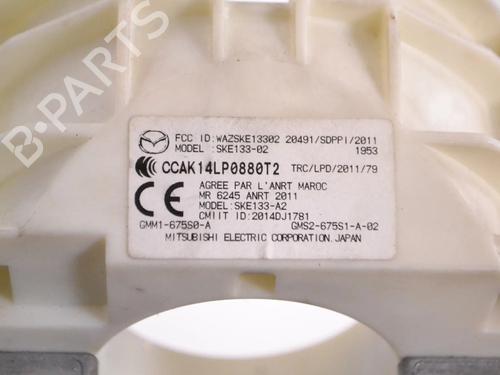 FCC ID:WAZSKE13302 20491/SDPPI/2011
MODEL :SKE133-02 1953
CCAK14LP0880T2 TRC/LPD/2011/79
CE
AGREE PAR L'ANRT MAROC
MR 6245 ANRT 2011
MODEL:SKE133-A2
CMIIT ID:2014DJ1781
GMM1-675S0-A GMS2-675S1-A-02
MITSUBISHI ELECTRIC CORPORATION.JAPAN
B-PARTS